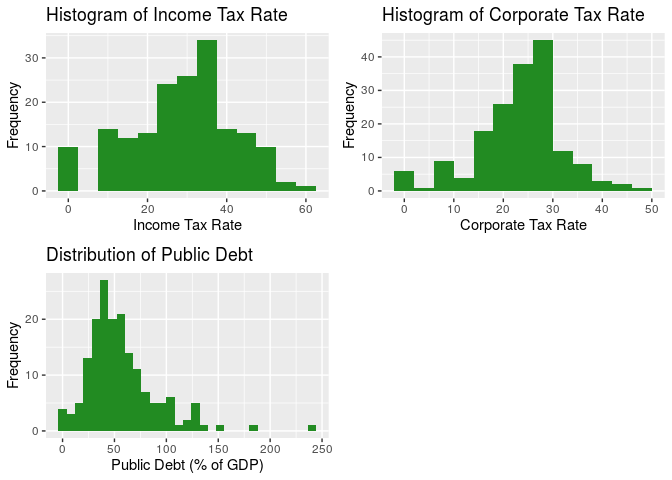 Histogram of Income Tax Rate
Frequency
30
20
10
0
0 20 40 60
Income Tax Rate
Histogram of Corporate Tax Rate
Frequency
40
30
20
10
0
0 10 20 30 40 50
Corporate Tax Rate
Distribution of Public Debt
Frequency
20
10
0
0 50 100 150 200 250
Public Debt (% of GDP)